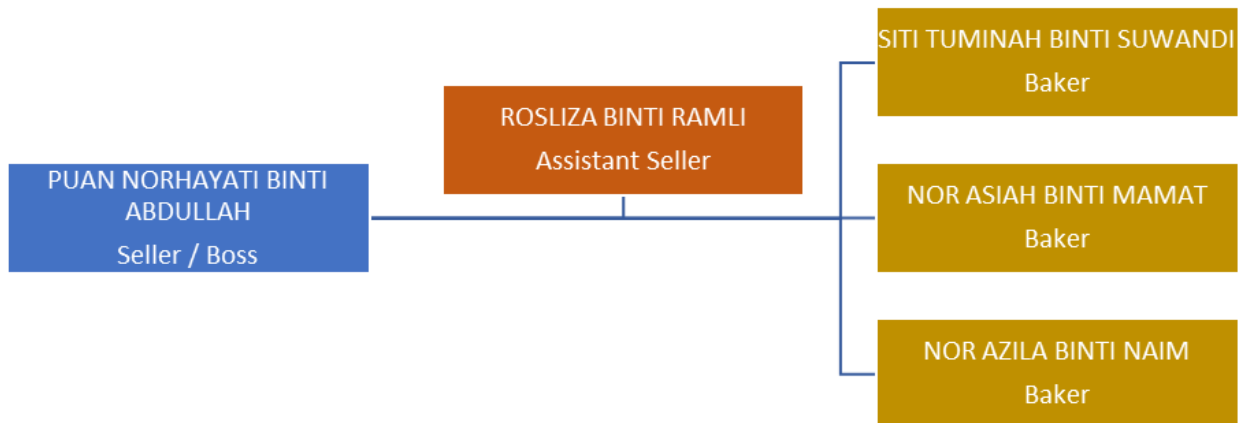 PUAN NORHAYATI BINTI
ABDULLAH
Seller / Boss
ROSLIZA BINTI RAMLI
Assistant Seller
SITI TUMINAH BINTI SUWANDI
Baker
NOR ASIAH BINTI MAMAT
Baker
NOR AZILA BINTI NAIM
Baker